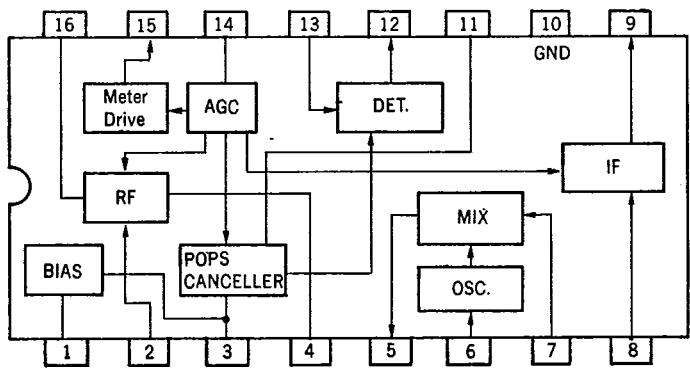 16 15 14 13 12 11 10 9
GND
Meter
Drive
AGC
DET.
IF
RF
MIX
BIAS
POPS
CANCELLER
OSC.
1 2 3 4 5 6 7 8